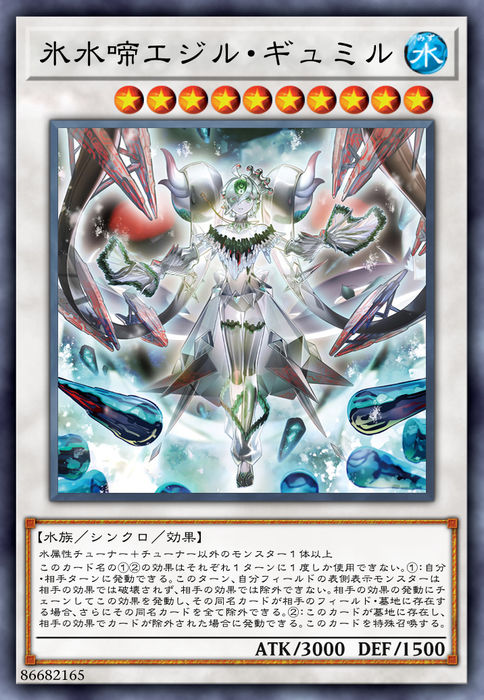 氷水啼エジル・ギュミル
みず
水
【水族／シンクロ／効果】
水属性チューナー＋チューナー以外のモンスター１体以上
このカード名の①②の効果はそれぞれ１ターンに１度しか使用できない。①：自分
・相手ターンに発動できる。このターン、自分フィールドの表側表示モンスターは
相手の効果では破壊されず、相手の効果では除外できない。相手の効果の発動にチ
ェーンしてこの効果を発動し、その同名カードが相手のフィールド・墓地に存在す
る場合、さらにその同名カードを全て除外できる。②：このカードが墓地に存在し、
相手の効果でカードが除外された場合に発動できる。このカードを特殊召喚する。
ATK/3000 DEF/1500
86682165